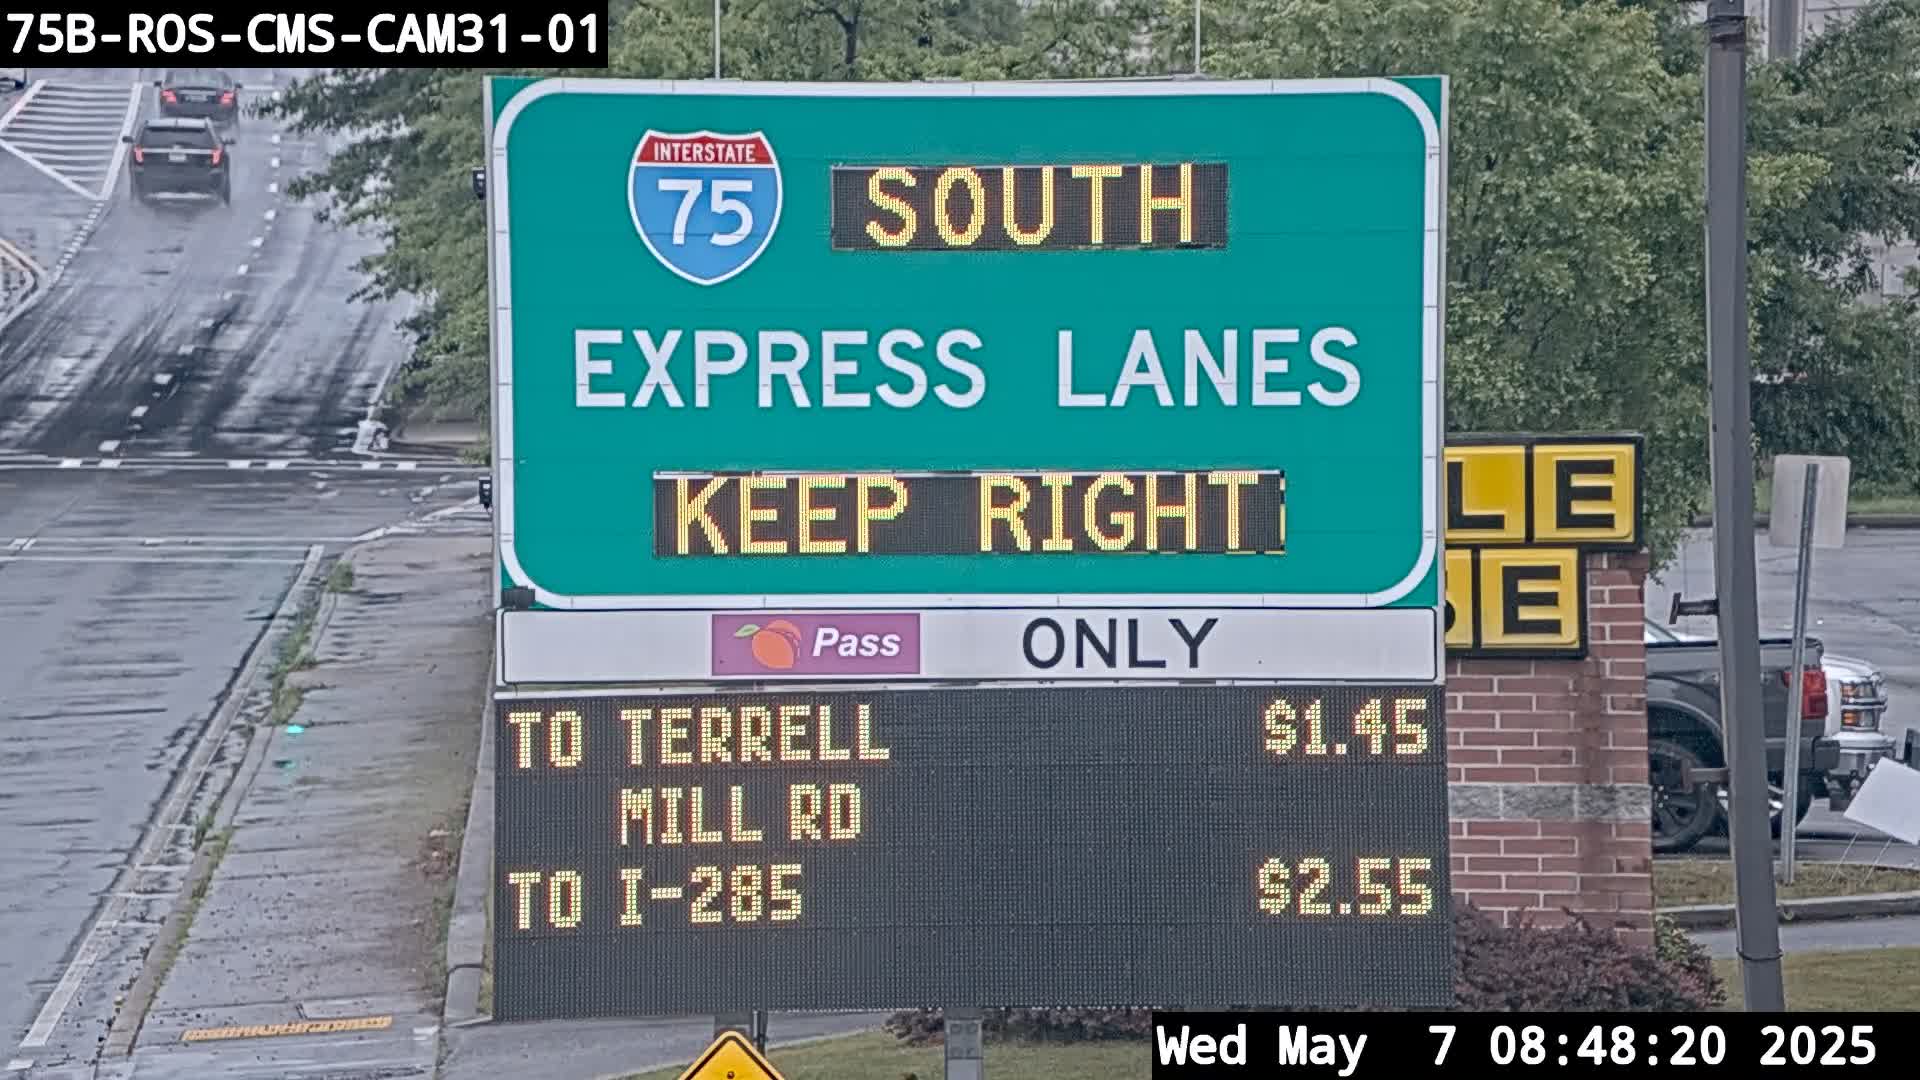 75B-ROS-CMS-CAM31-01
INTERSTATE
75
SOUTH
EXPRESS LANES
KEEP RIGHT
Pass ONLY
TO TERRELL $1.45
MILL RD
TO I-285 $2.55
LE
E
Wed May 7 08:48:20 2025